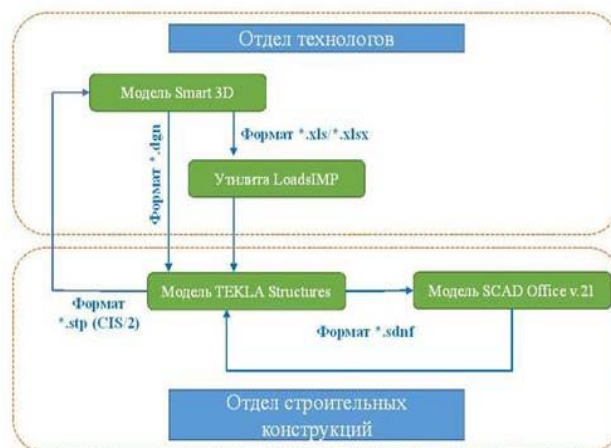 Отдел технологов
Модель Smart 3D
Формат *.dgn
Формат *.xls/*.xlsx
Утилита LoadsIMP
Модель TEKLA Structures
Модель SCAD Office v.21
Формат
*.stp (CIS/2)
Формат *.sdnf
Отдел строительных
конструкций